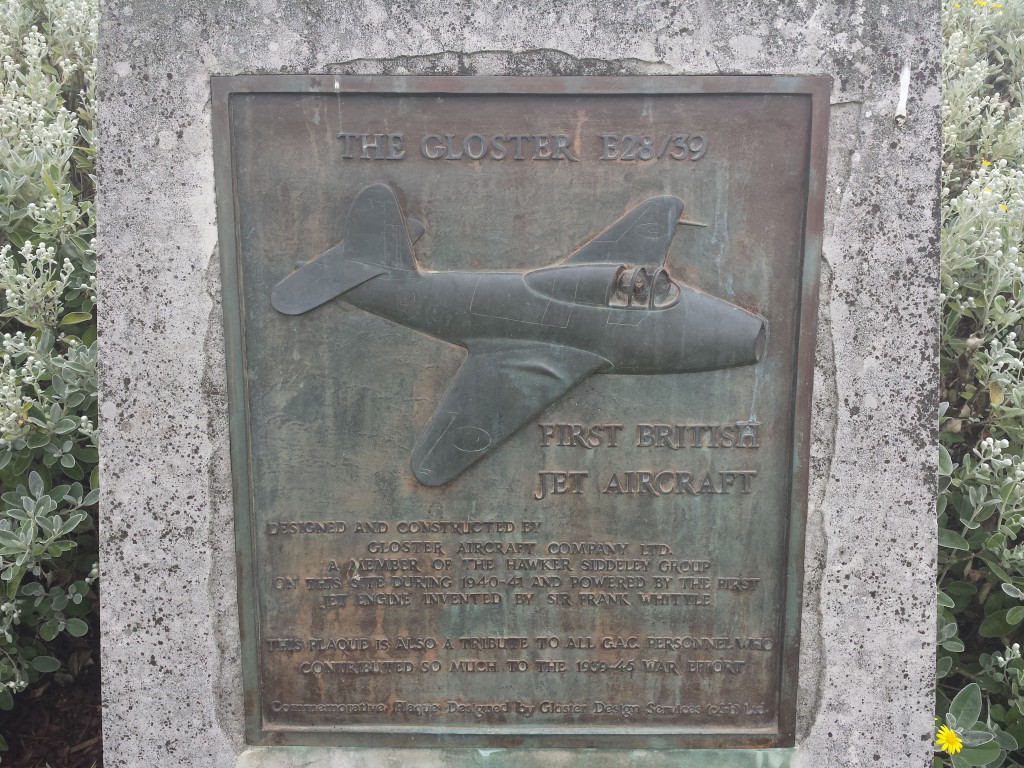 THE GLOSTER E28/39
FIRST BRITISH
JET AIRCRAFT
DESIGNED AND CONSTRUCTED BY
GLOSTER AIRCRAFT COMPANY LTD.
A MEMBER OF THE HAWKER SIDDELEY GROUP
ON THIS SITE DURING 1940-41 AND POWERED BY THE FIRST
JET ENGINE INVENTED BY SIR FRANK WHITTLE
THIS PLAQUE IS ALSO A TRIBUTE TO ALL G.A.C. PERSONNEL WHO
CONTRIBUTED SO MUCH TO THE 1939-45 WAR EFFORT
Commemorative Plaque Designed by Gloster Design Services Ltd.